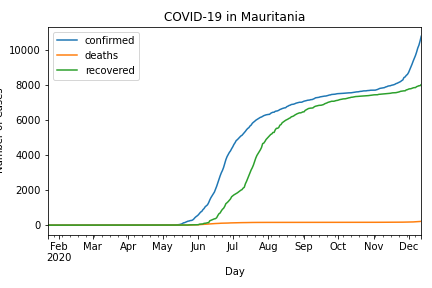 COVID-19 in Mauritania
confirmed
deaths
recovered
10000
8000
6000
4000
2000
0
Feb Mar Apr May Jun Jul Aug Sep Oct Nov Dec
2020
Day